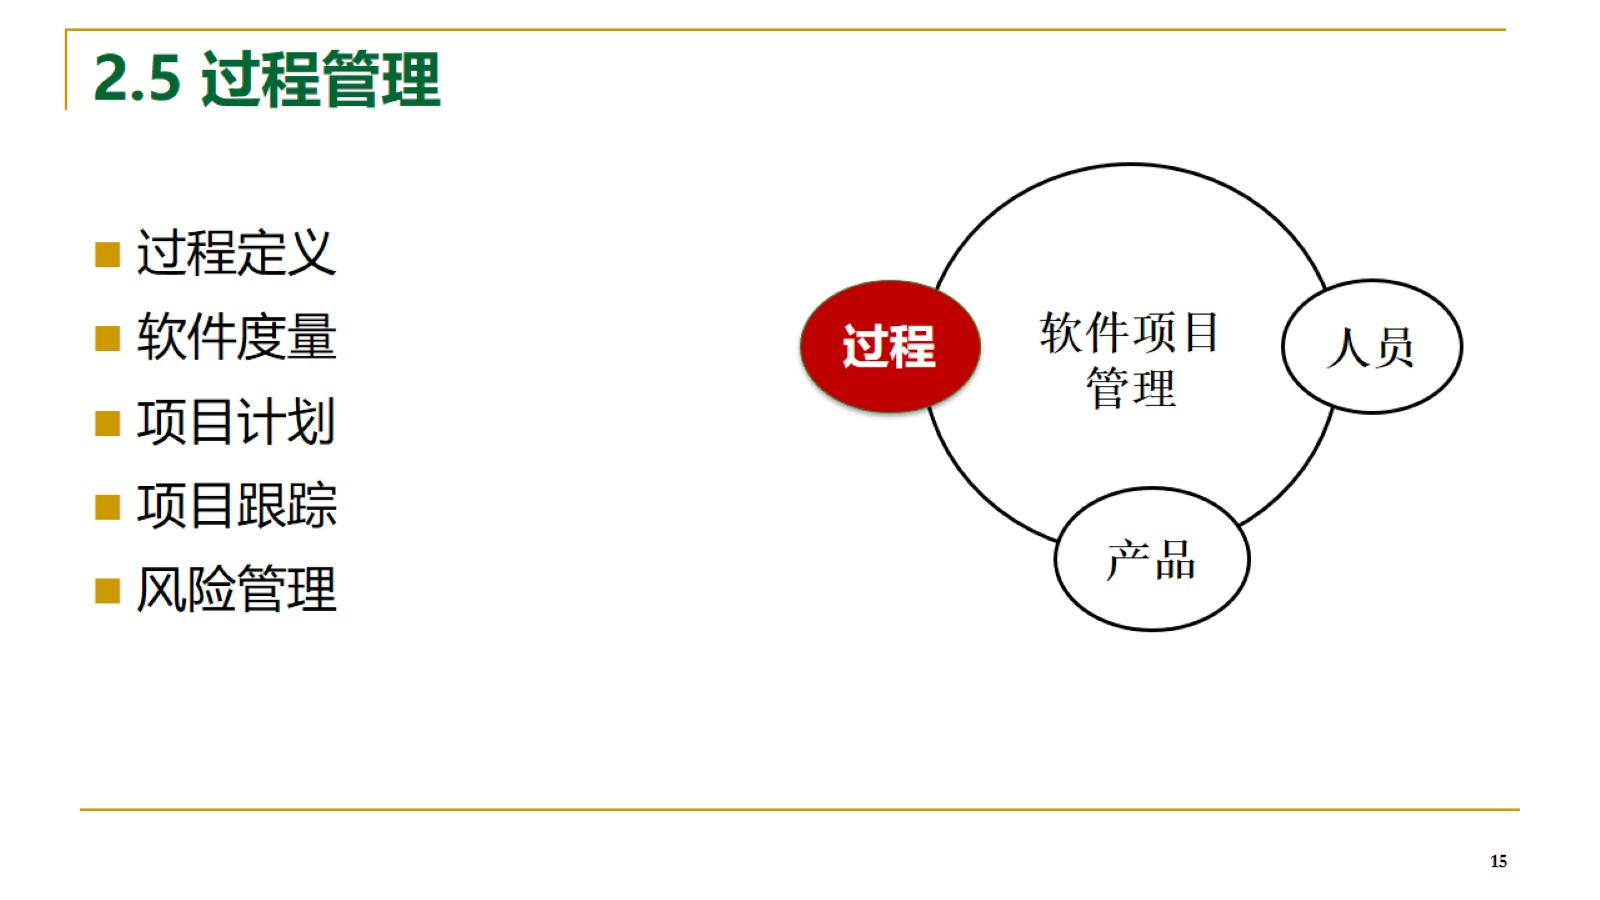 2.5 过程管理
过程定义
软件度量
项目计划
项目跟踪
风险管理
过程
软件项目
管理
人员
产品
15